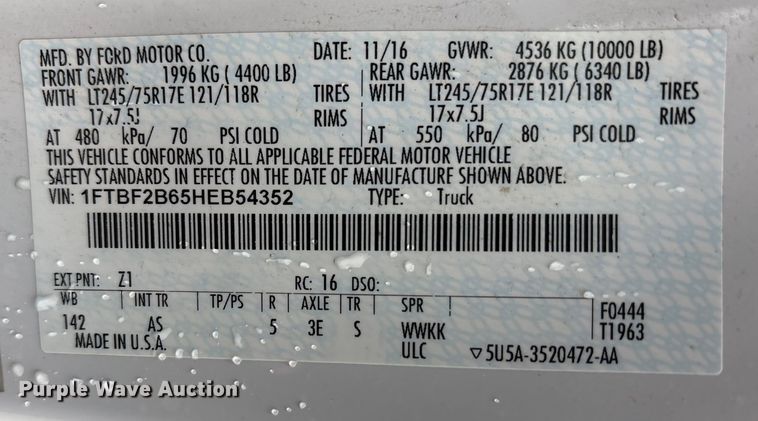 MFD. BY FORD MOTOR CO. DATE: 11/16 GVWR: 4536 KG (10000 LB)
FRONT GAWR: 1996 KG ( 4400 LB) REAR GAWR: 2876 KG ( 6340 LB)
WITH LT245/75R17E 121/118R TIRES WITH LT245/75R17E 121/118R TIRES
17x7.5J RIMS 17x7.5J RIMS
AT 480 kPa/ 70 PSI COLD AT 550 kPa/ 80 PSI COLD
THIS VEHICLE CONFORMS TO ALL APPLICABLE FEDERAL MOTOR VEHICLE
SAFETY STANDARDS IN EFFECT ON THE DATE OF MANUFACTURE SHOWN ABOVE.
VIN: 1FTBF2B65HEB54352 TYPE: Truck
EXT PNT: Z1 RC: 16 DSO:
WB INT TR TP/PS R AXLE TR SPR F0444
142 AS 5 3E S WWKK T1963
MADE IN U.S.A. ULC ▽5U5A-3520472-AA
Purple Wave Auction